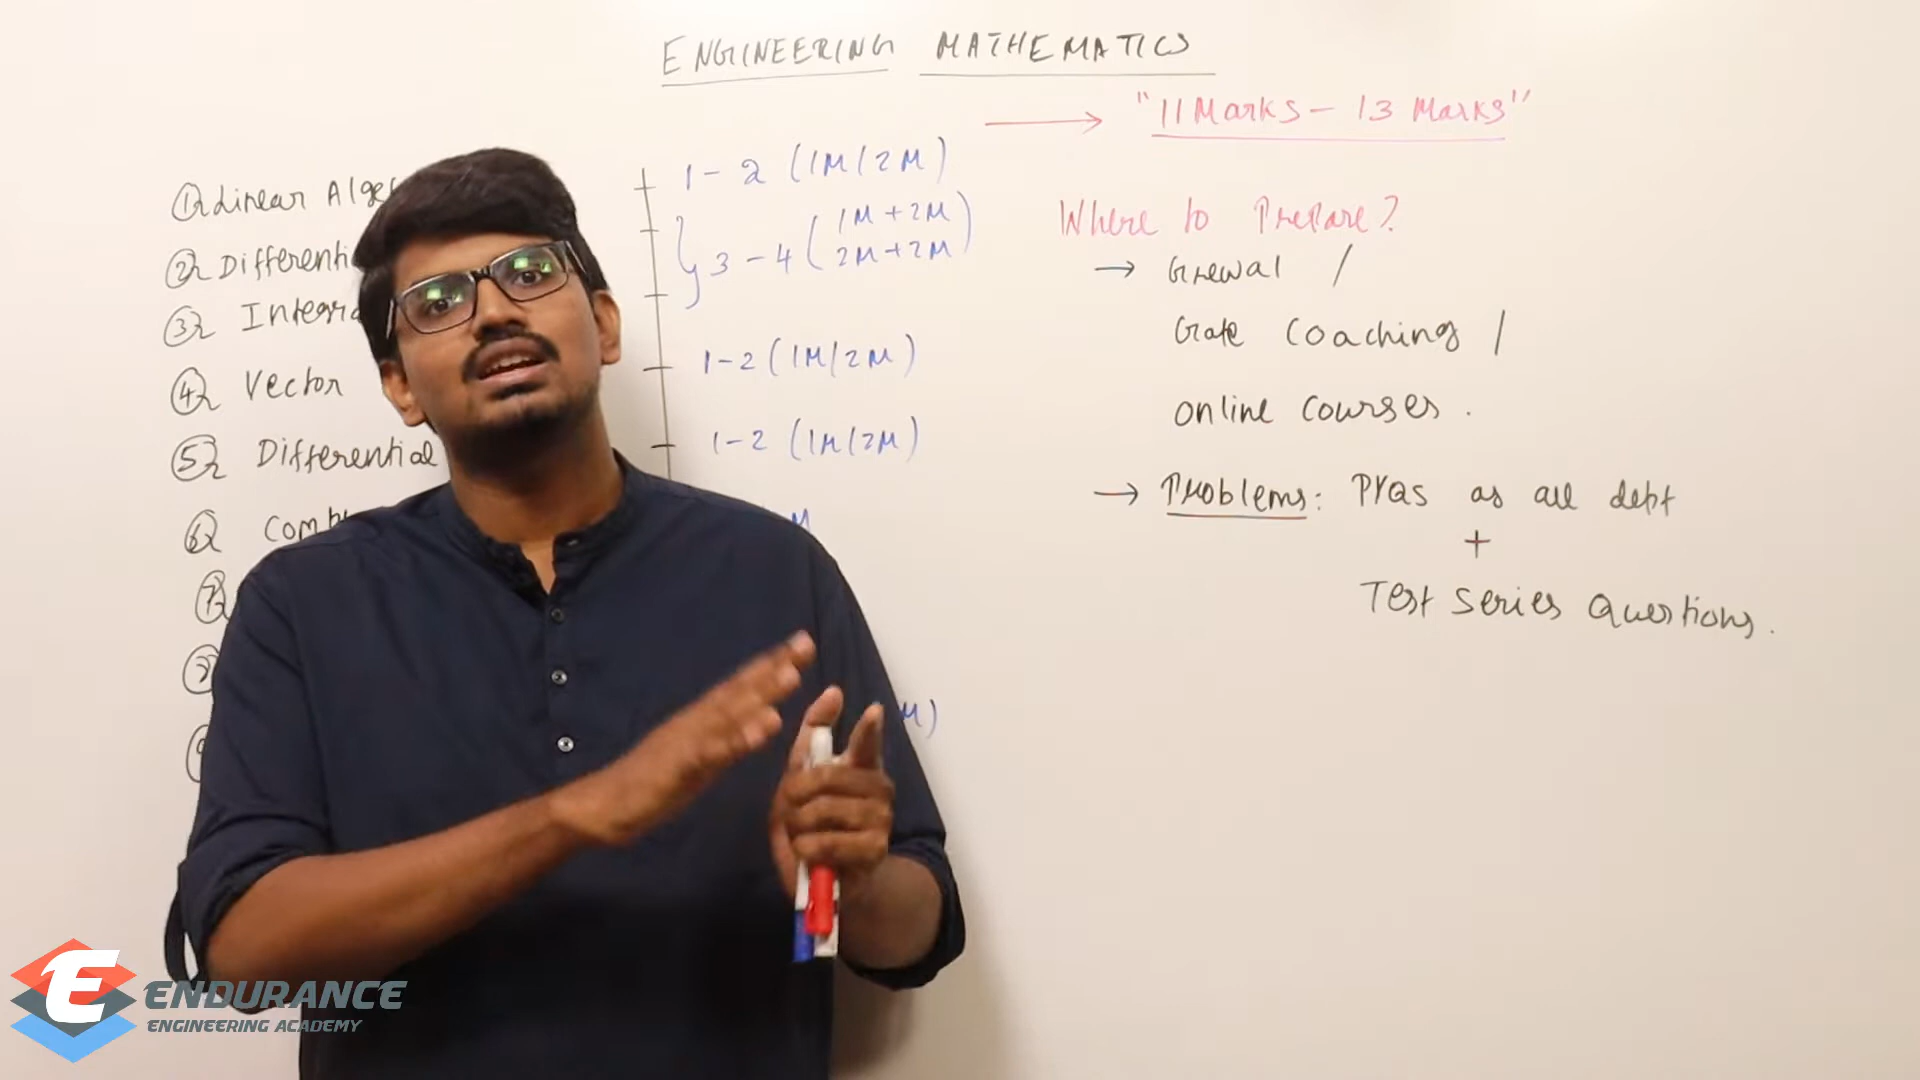 ENGINEERING MATHEMATICS
"11 Marks - 13 Marks"
① Linear Alge
1 - 2 (1M/2M)
② Differenti
3 - 4 (1M + 2M
2M + 2M)
③ Integra
④ Vector
1-2 (1M/2M)
⑤ Differential
1-2 (1M/2M)
⑥ Comp
M
⑦
M)
Where to Prepare?
→ Grewal /
Gate Coaching /
online courses .
→ Problems: PYQs as all dept
+
Test Series Questions.
E
ENDURANCE
ENGINEERING ACADEMY